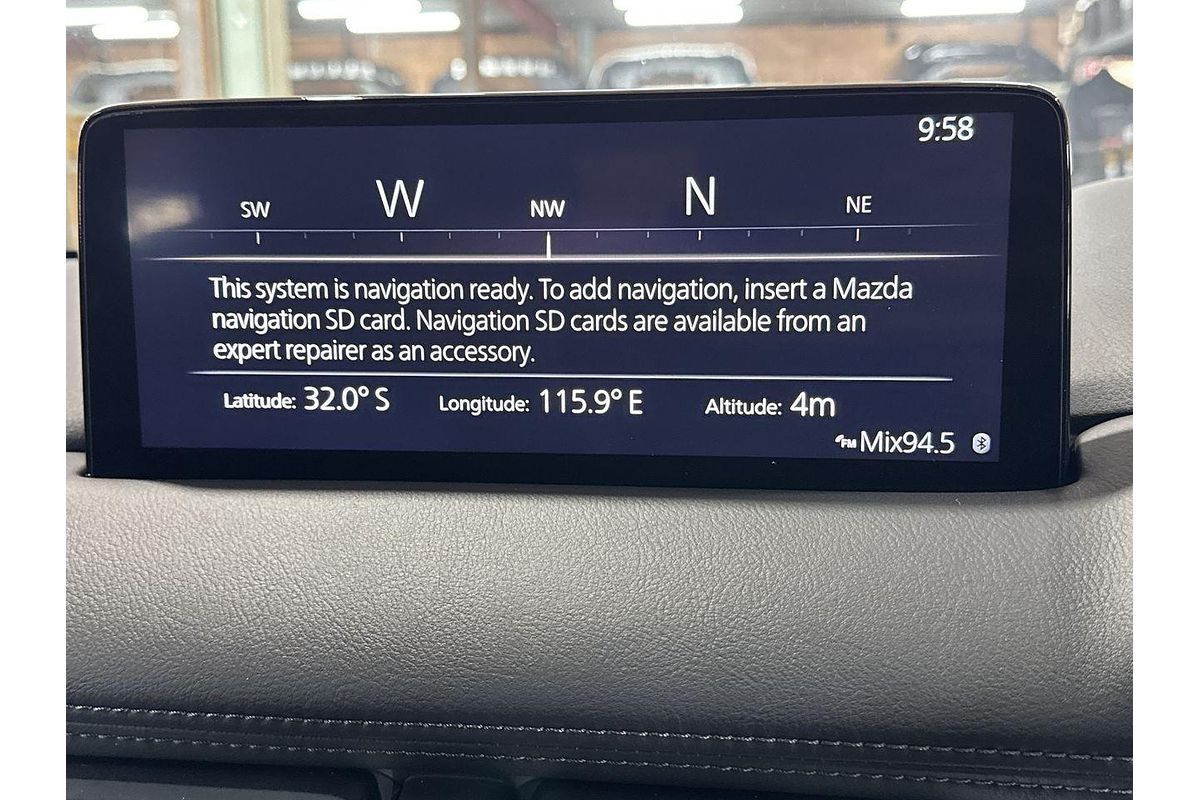 9:58
SW W NW N NE
This system is navigation ready. To add navigation, insert a Mazda
navigation SD card. Navigation SD cards are available from an
expert repairer as an accessory.
Latitude: 32.0° S Longitude: 115.9° E Altitude: 4m
FM Mix94.5